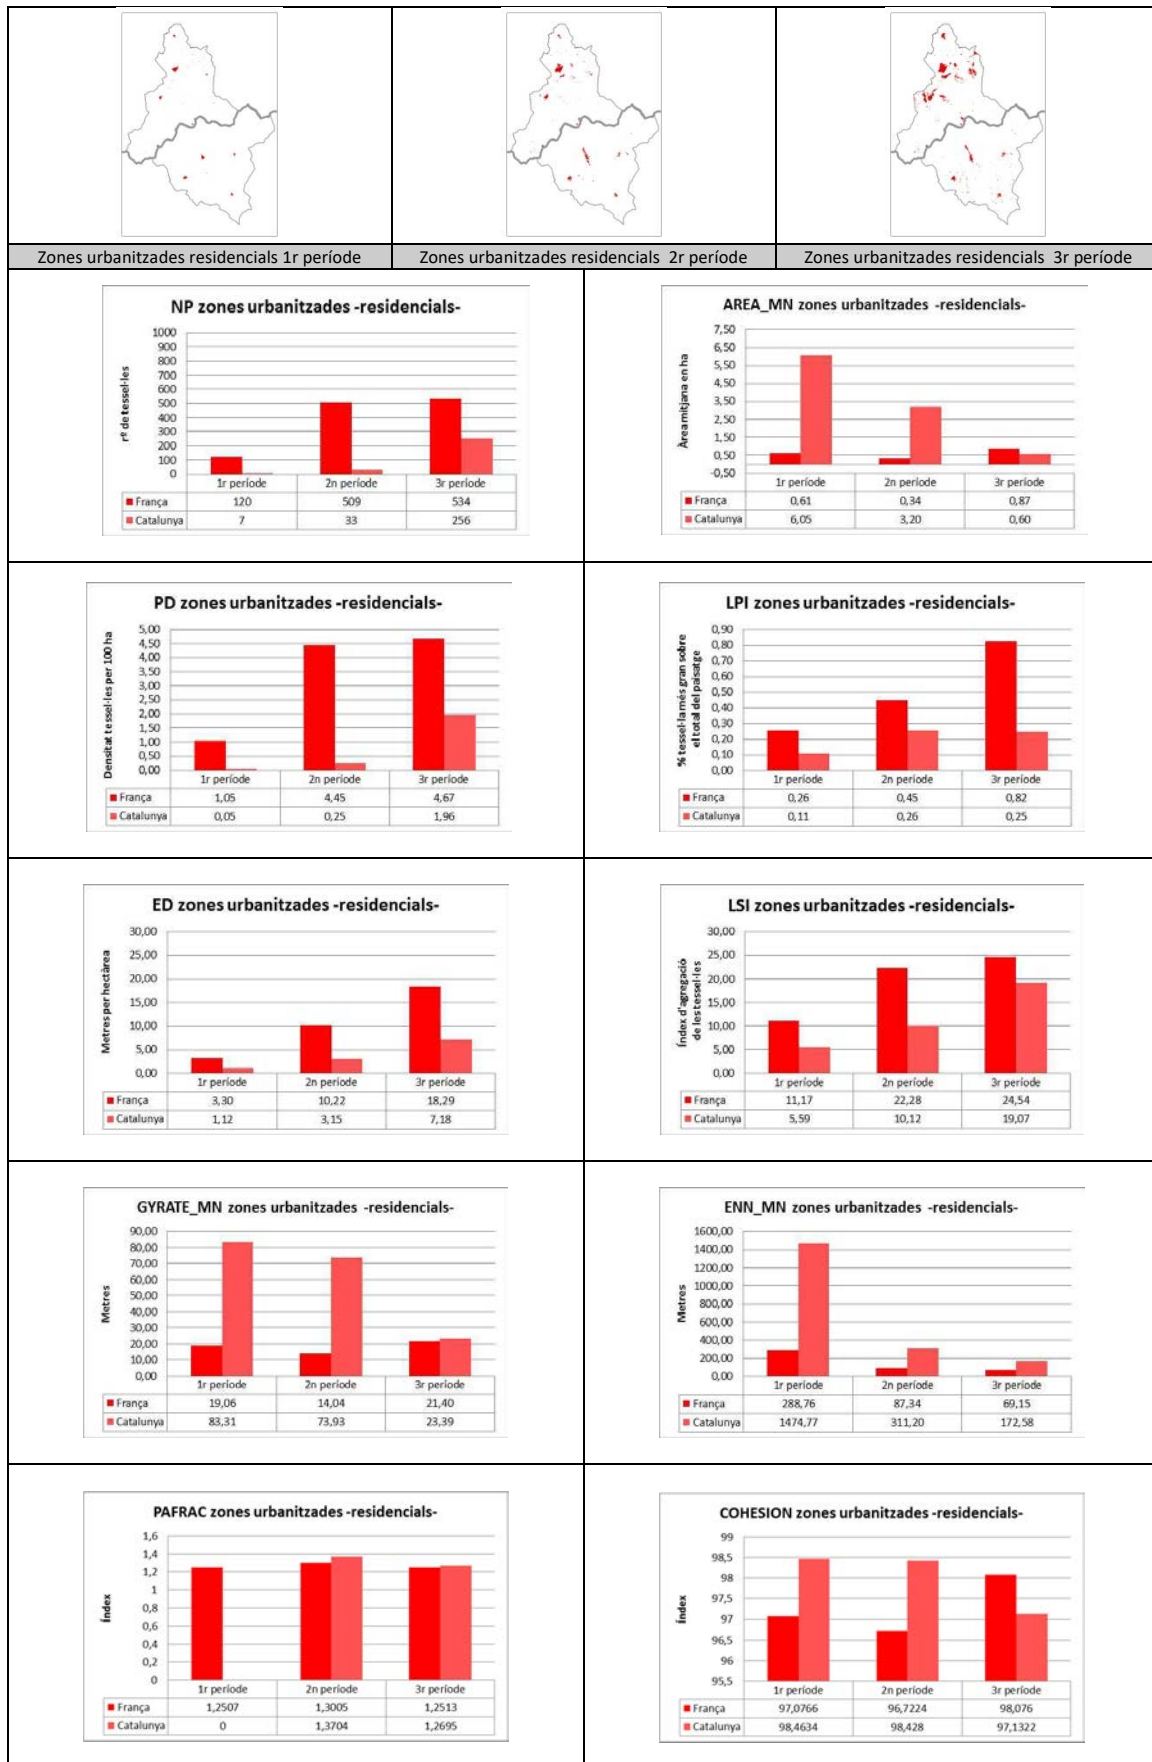 Zones urbanitzades residencials 1r període
Zones urbanitzades residencials 2r període
Zones urbanitzades residencials 3r període
NP zones urbanitzades -residencials-
nº de tessel·les
1000
900
800
700
600
500
400
300
200
100
0
1r període 2n període 3r període
França 120 509 534
Catalunya 7 33 256
AREA_MN zones urbanitzades -residencials-
Àrea mitjana en ha
7,50
6,50
5,50
4,50
3,50
2,50
1,50
0,50
-0,50
1r període 2n període 3r període
França 0,61 0,34 0,87
Catalunya 6,05 3,20 0,60
PD zones urbanitzades -residencials-
Densitat tessel·les per 100 ha
5,00
4,50
4,00
3,50
3,00
2,50
2,00
1,50
1,00
0,50
0,00
1r període 2n període 3r període
França 1,05 4,45 4,67
Catalunya 0,05 0,25 1,96
LPI zones urbanitzades -residencials-
% tessel·la més gran sobre
el total del paisatge
0,90
0,80
0,70
0,60
0,50
0,40
0,30
0,20
0,10
0,00
1r període 2n període 3r període
França 0,26 0,45 0,82
Catalunya 0,11 0,26 0,25
ED zones urbanitzades -residencials-
Metres per hectàrea
30,00
25,00
20,00
15,00
10,00
5,00
0,00
1r període 2n període 3r període
França 3,30 10,22 18,29
Catalunya 1,12 3,15 7,18
LSI zones urbanitzades -residencials-
Índex d'agregació
de les tessel·les
30,00
25,00
20,00
15,00
10,00
5,00
0,00
1r període 2n període 3r període
França 11,17 22,28 24,54
Catalunya 5,59 10,12 19,07
GYRATE_MN zones urbanitzades -residencials-
Metres
90,00
80,00
70,00
60,00
50,00
40,00
30,00
20,00
10,00
0,00
1r període 2n període 3r període
França 19,06 14,04 21,40
Catalunya 83,31 73,93 23,39
ENN_MN zones urbanitzades -residencials-
Metres
1600,00
1400,00
1200,00
1000,00
800,00
600,00
400,00
200,00
0,00
1r període 2n període 3r període
França 288,76 87,34 69,15
Catalunya 1474,77 311,20 172,58
PAFRAC zones urbanitzades -residencials-
Índex
1,6
1,4
1,2
1
0,8
0,6
0,4
0,2
0
1r període 2n període 3r període
França 1,2507 1,3005 1,2513
Catalunya 0 1,3704 1,2695
COHESION zones urbanitzades -residencials-
Índex
99
98,5
98
97,5
97
96,5
96
95,5
1r període 2n període 3r període
França 97,0766 96,7224 98,076
Catalunya 98,4634 98,428 97,1322